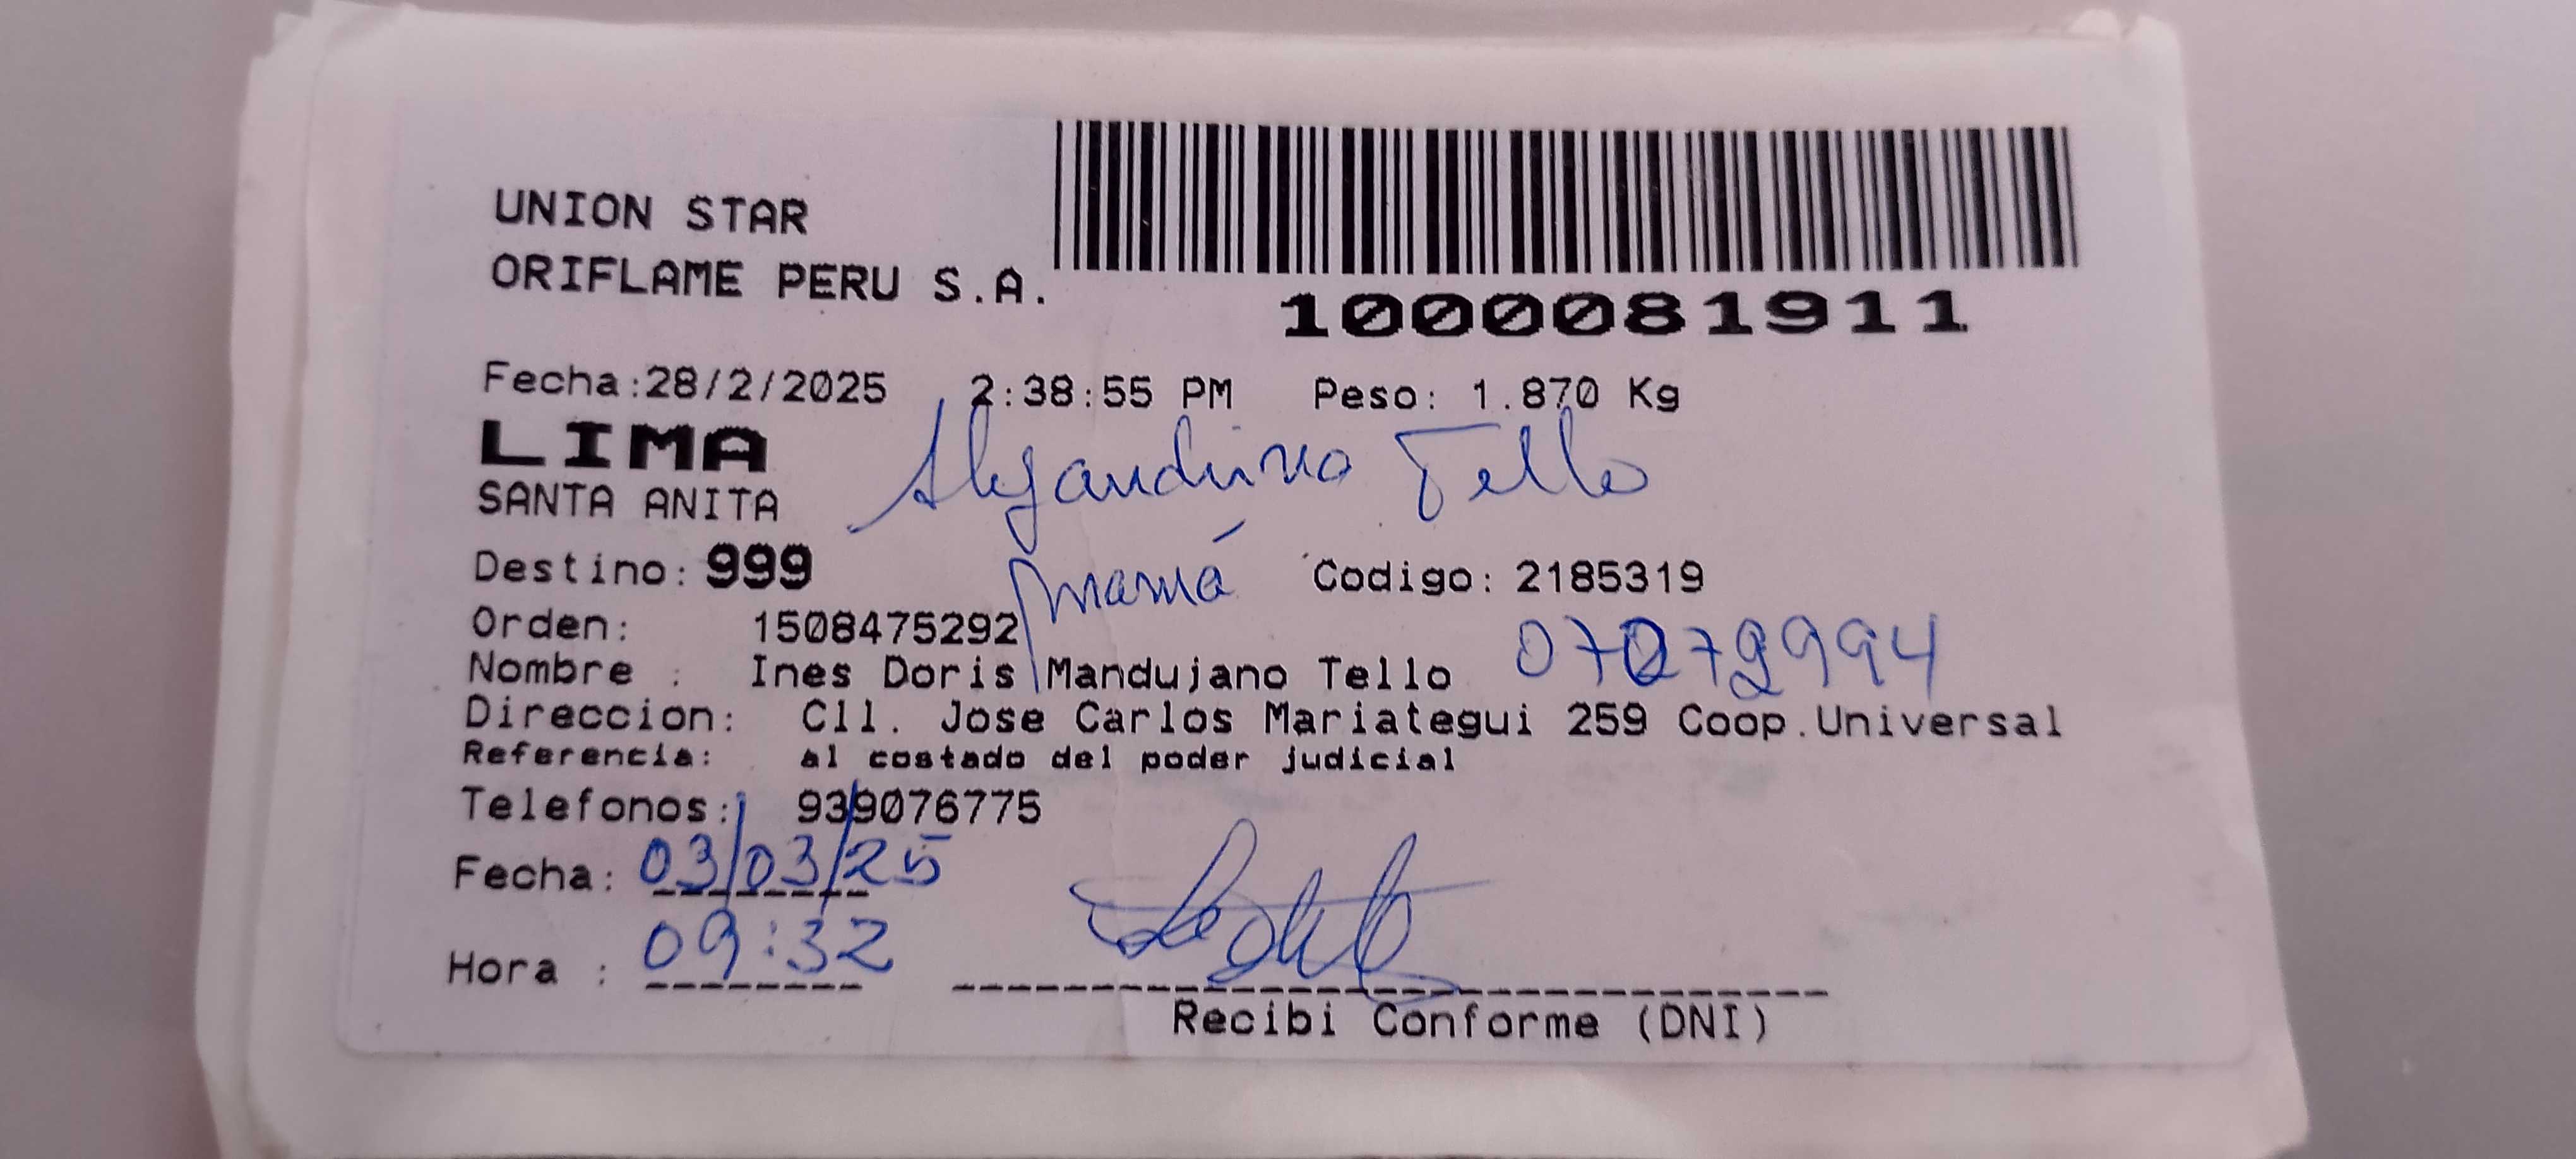 UNION STAR
ORIFLAME PERU S.A.
1000081911
Fecha:28/2/2025 2:38:55 PM Peso: 1.870 Kg
LIMA
Alejandrina Tello
SANTA ANITA
Destino: 999 mamá Codigo: 2185319
Orden: 1508475292
Nombre : Ines Doris Mandujano Tello 07079994
Direccion: Cll. Jose Carlos Mariategui 259 Coop.Universal
Referencia: al costado del poder judicial
Telefonos: 939076775
Fecha: 03/03/25
Hora : 09:32
Recibi Conforme (DNI)